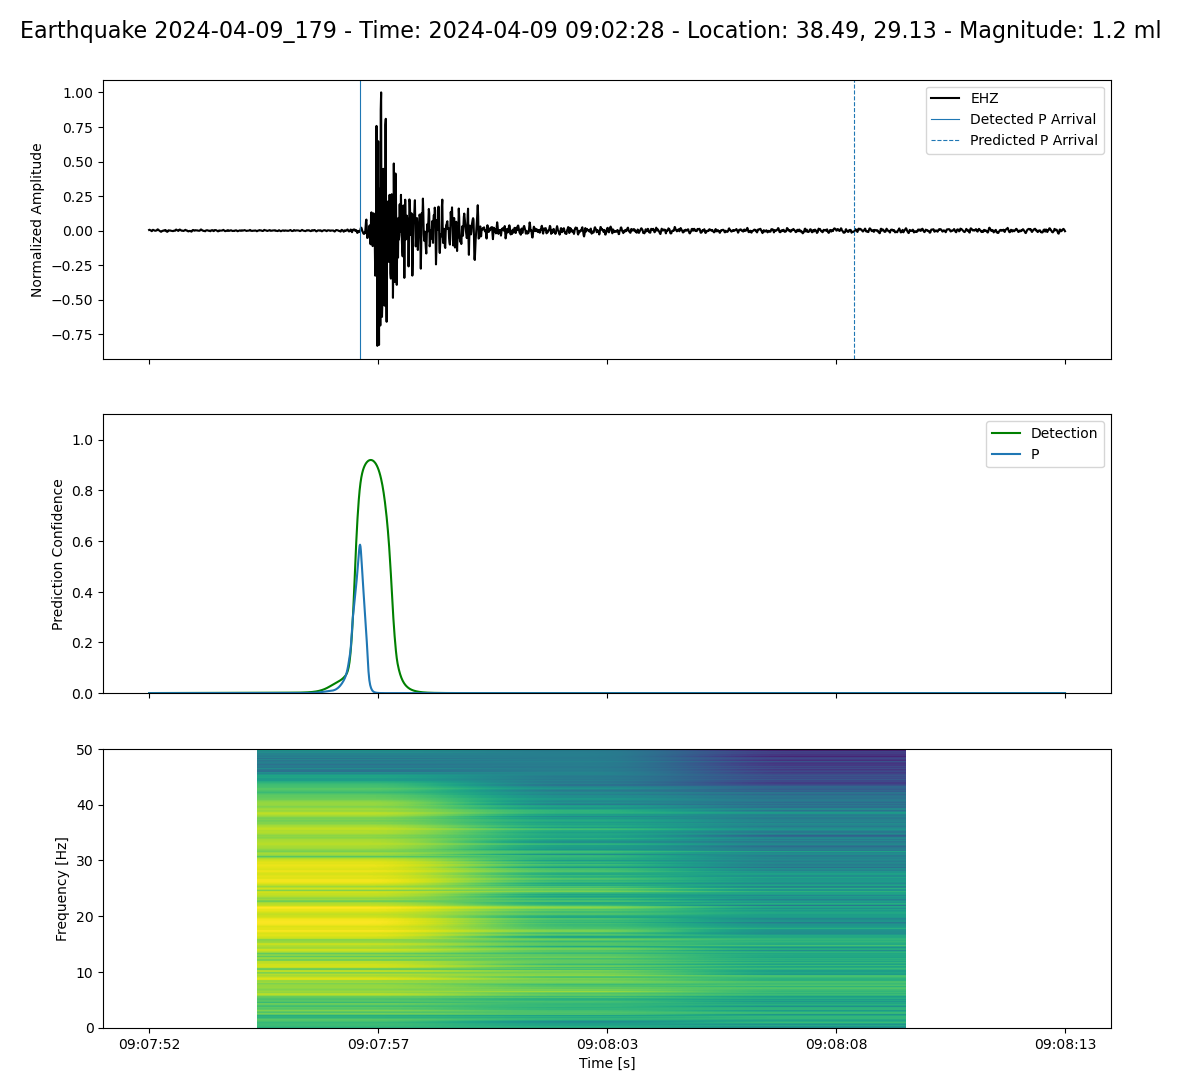 Earthquake 2024-04-09_179 - Time: 2024-04-09 09:02:28 - Location: 38.49, 29.13 - Magnitude: 1.2 ml
Normalized Amplitude
1.00
0.75
0.50
0.25
0.00
−0.25
−0.50
−0.75
EHZ
Detected P Arrival
Predicted P Arrival
Prediction Confidence
1.0
0.8
0.6
0.4
0.2
0.0
Detection
P
Frequency [Hz]
50
40
30
20
10
0
09:07:52 09:07:57 09:08:03 09:08:08 09:08:13
Time [s]